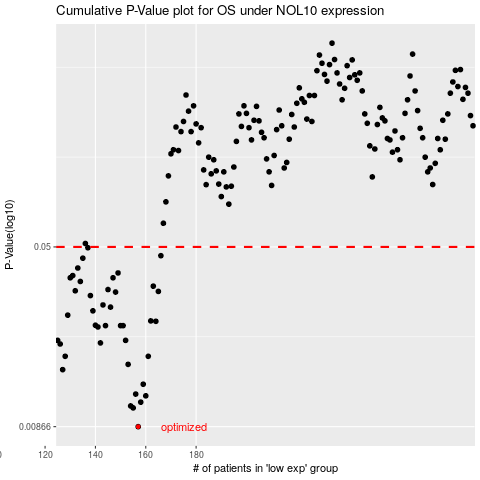 Cumulative P-Value plot for OS under NOL10 expression
P-Value(log10)
0.05
0.00866
optimized
0 120 140 160 180
# of patients in 'low exp' group